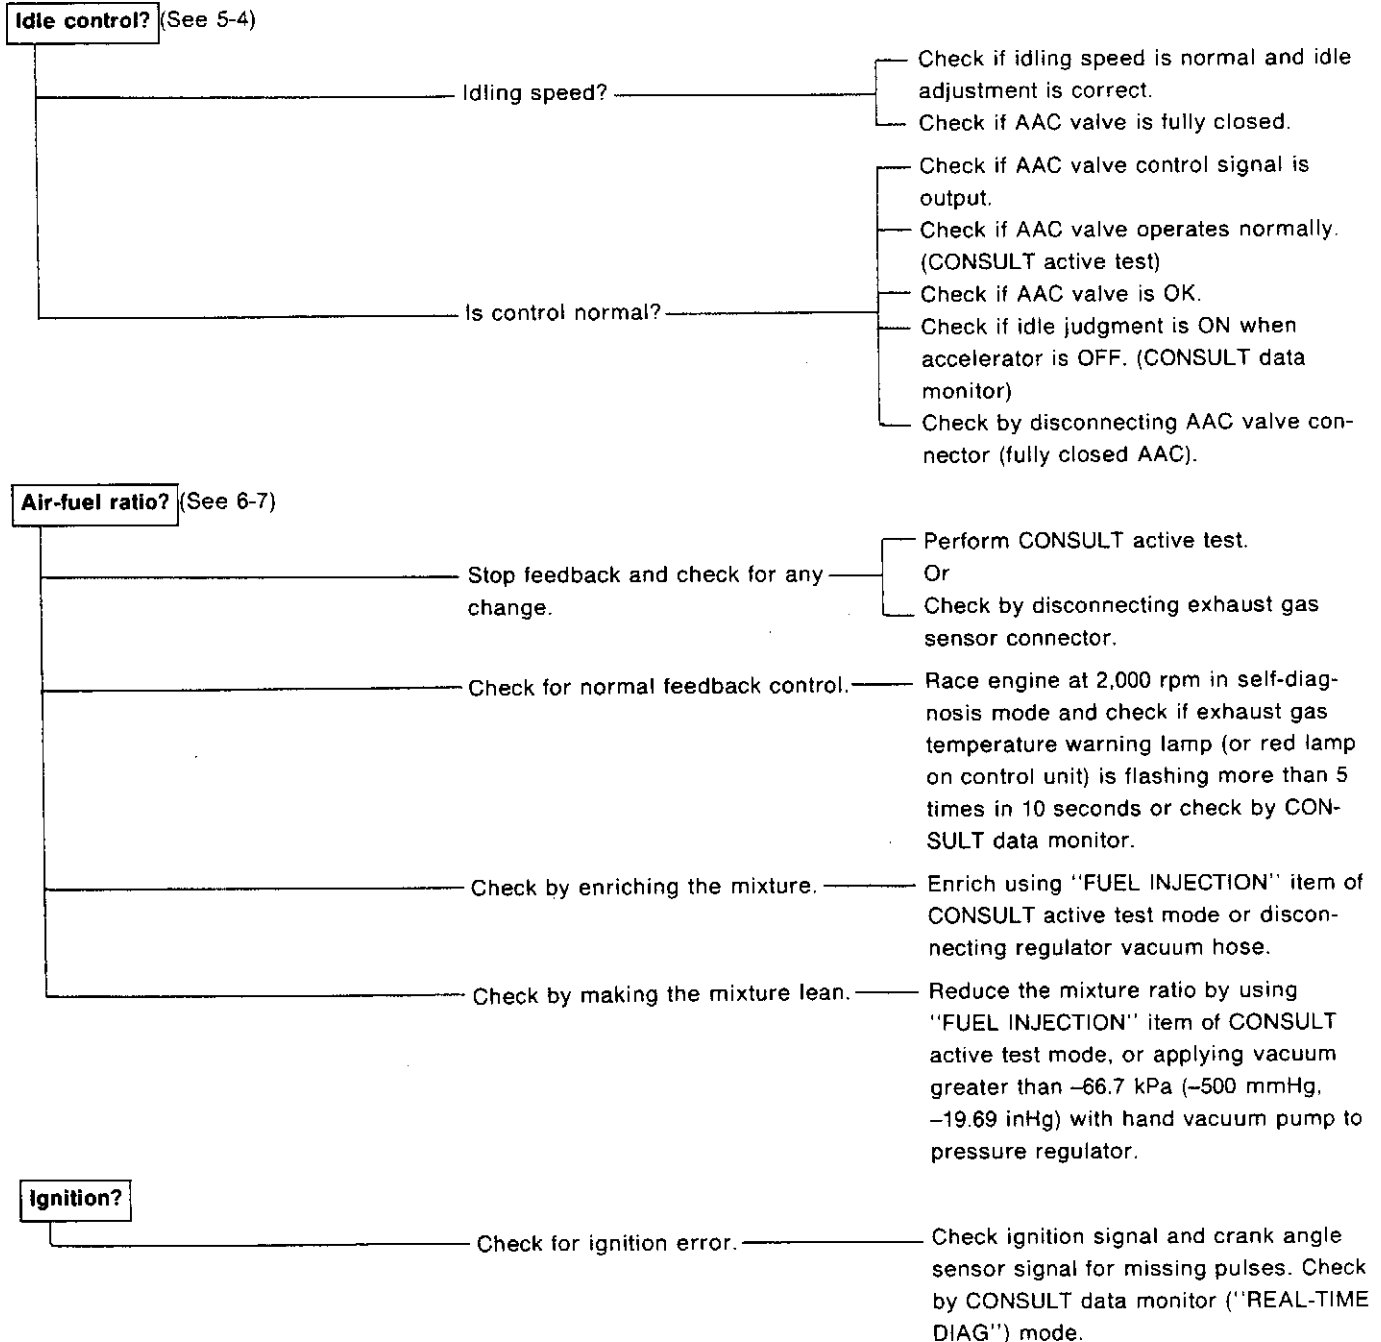 Idle control? (See 5-4)
Idling speed?
Check if idling speed is normal and idle
adjustment is correct.
Check if AAC valve is fully closed.
Is control normal?
Check if AAC valve control signal is
output.
Check if AAC valve operates normally.
(CONSULT active test)
Check if AAC valve is OK.
Check if idle judgment is ON when
accelerator is OFF. (CONSULT data
monitor)
Check by disconnecting AAC valve con-
nector (fully closed AAC).
Air-fuel ratio? (See 6-7)
Stop feedback and check for any
change.
Perform CONSULT active test.
Or
Check by disconnecting exhaust gas
sensor connector.
Check for normal feedback control.
Race engine at 2,000 rpm in self-diag-
nosis mode and check if exhaust gas
temperature warning lamp (or red lamp
on control unit) is flashing more than 5
times in 10 seconds or check by CON-
SULT data monitor.
Check by enriching the mixture.
Enrich using "FUEL INJECTION" item of
CONSULT active test mode or discon-
necting regulator vacuum hose.
Check by making the mixture lean.
Reduce the mixture ratio by using
"FUEL INJECTION" item of CONSULT
active test mode, or applying vacuum
greater than –66.7 kPa (–500 mmHg,
–19.69 inHg) with hand vacuum pump to
pressure regulator.
Ignition?
Check for ignition error.
Check ignition signal and crank angle
sensor signal for missing pulses. Check
by CONSULT data monitor ("REAL-TIME
DIAG") mode.